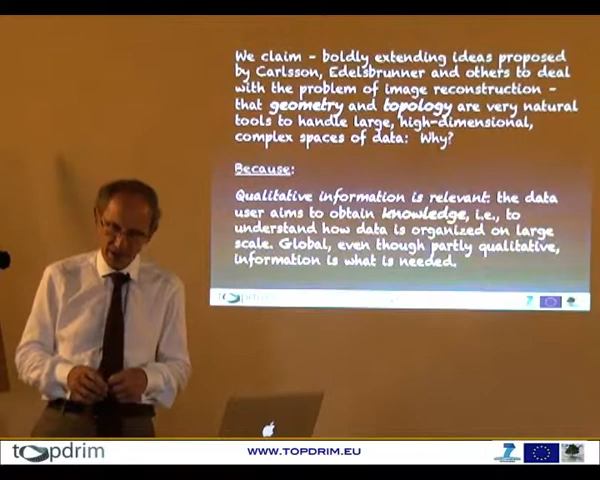 We claim - boldly extending ideas proposed
by Carlsson, Edelsbrunner and others to deal
with the problem of image reconstruction -
that geometry and topology are very natural
tools to handle large, high-dimensional,
complex spaces of data: Why?
Because:
Qualitative information is relevant: the data
user aims to obtain knowledge, i.e., to
understand how data is organized on large
scale. Global, even though partly qualitative,
information is what is needed.
topdrim
WWW.TOPDRIM.EU